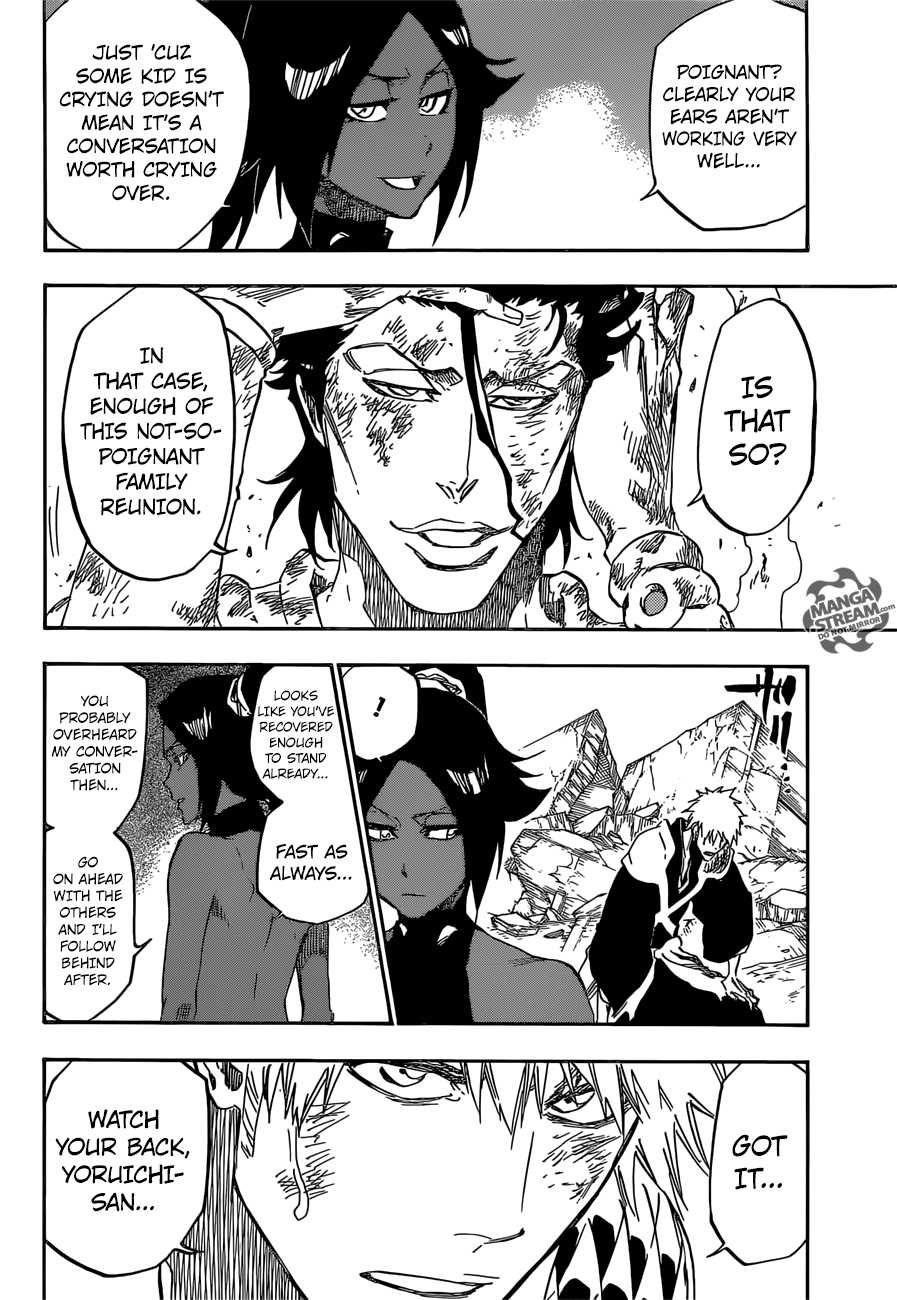 POIGNANT?
CLEARLY YOUR
EARS AREN'T
WORKING VERY
WELL...
JUST 'CUZ
SOME KID IS
CRYING DOESN'T
MEAN IT'S A
CONVERSATION
WORTH CRYING
OVER.
IS
THAT
SO?
IN
THAT CASE,
ENOUGH OF
THIS NOT-SO-
POIGNANT
FAMILY
REUNION.
MANGA
STREAM.com
DO NOT MIRROR
!
LOOKS
LIKE YOU'VE
RECOVERED
ENOUGH
TO STAND
ALREADY...
FAST AS
ALWAYS...
YOU
PROBABLY
OVERHEARD
MY CONVER-
SATION
THEN...
GO
ON AHEAD
WITH THE
OTHERS
AND I'LL
FOLLOW
BEHIND
AFTER.
GOT
IT...
WATCH
YOUR BACK,
YORUICHI-
SAN...